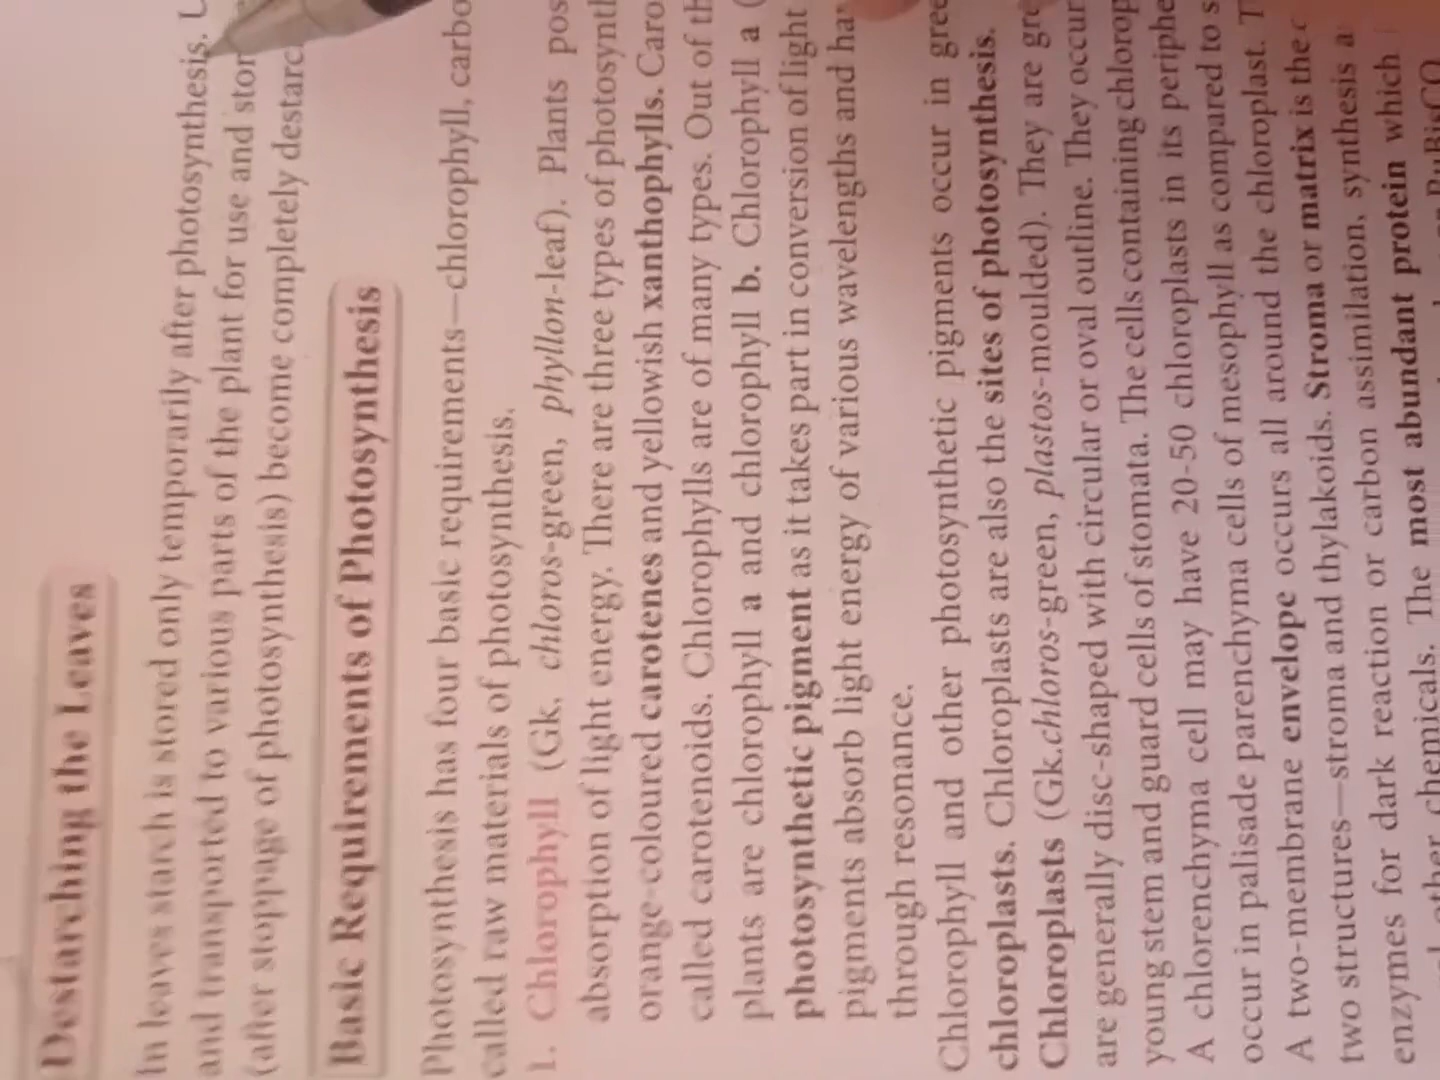 Destarching the Leaves
In leaves starch is stored only temporarily after photosynthesis.
and transported to various parts of the plant for use and
(after stoppage of photosynthesis) become completely
Basic Requirements of Photosynthesis
Photosynthesis has four basic requirements—chlorophyll,
called raw materials of photosynthesis.
1. Chlorophyll (Gk. chloros-green, phyllon-leaf). Plants
absorption of light energy. There are three types of
orange-coloured carotenes and yellowish xanthophylls.
called carotenoids. Chlorophylls are of many types. Out of
plants are chlorophyll a and chlorophyll b. Chlorophyll a
photosynthetic pigment as it takes part in conversion of light
pigments absorb light energy of various wavelengths and
through resonance.
Chlorophyll and other photosynthetic pigments occur in
chloroplasts. Chloroplasts are also the sites of photosynthesis.
Chloroplasts (Gk.chloros-green, plastos-moulded). They are
are generally disc-shaped with circular or oval outline. They occur
young stem and guard cells of stomata. The cells containing
A chlorenchyma cell may have 20-50 chloroplasts in its
occur in palisade parenchyma cells of mesophyll as compared to
A two-membrane envelope occurs all around the chloroplast.
two structures—stroma and thylakoids. Stroma or matrix is the
enzymes for dark reaction or carbon assimilation, synthesis
other chemicals. The most abundant protein which